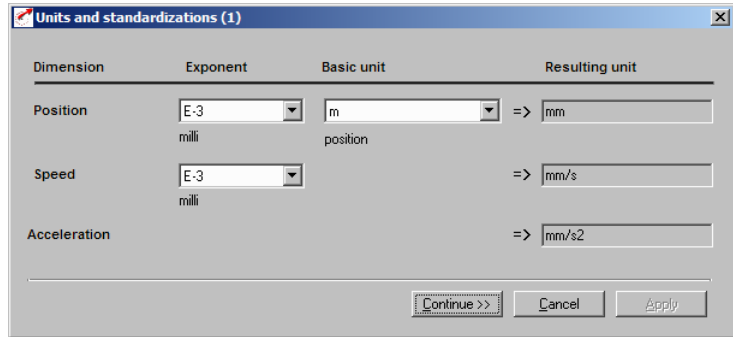 Units and standardizations (1)
Dimension Exponent Basic unit Resulting unit
Position E-3 m => mm
milli position
Speed E-3 => mm/s
milli
Acceleration => mm/s2
Continue >> Cancel Apply